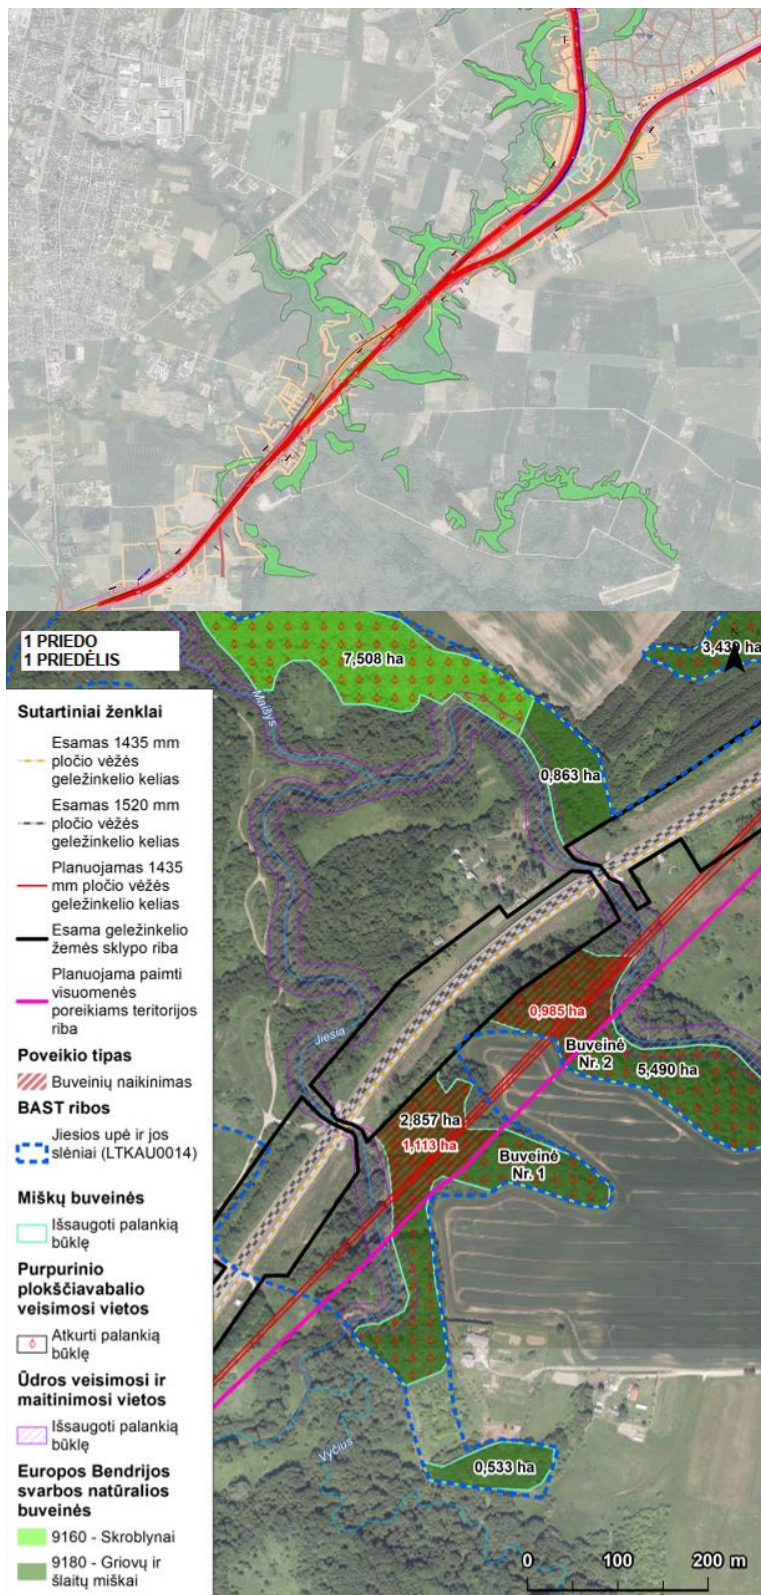 1 PRIEDO
1 PRIEDĖLIS
Sutartiniai ženklai
Esamas 1435 mm
pločio vėžės
geležinkelio kelias
Esamas 1520 mm
pločio vėžės
geležinkelio kelias
Planuojamas 1435
mm pločio vėžės
geležinkelio kelias
Esama geležinkelio
žemės sklypo riba
Planuojama paimti
visuomenės
poreikiams teritorijos
riba
Poveikio tipas
Buveinių naikinimas
BAST ribos
Jiesios upė ir jos
slėniai (LTKAU0014)
Miškų buveinės
Išsaugoti palankią
būklę
Purpurinio
plokščiavabalio
veisimosi vietos
Atkurti palankią
būklę
Ūdros veisimosi ir
maitinimosi vietos
Išsaugoti palankią
būklę
Europos Bendrijos
svarbos natūralios
buveinės
9160 - Skroblynai
9180 - Griovų ir
šlaitų miškai
7,508 ha
3,439 ha
N
Maišys
0,863 ha
Jiesia
0,985 ha
Buveinė
Nr. 2
5,490 ha
2,857 ha
1,113 ha
Buveinė
Nr. 1
Vyčius
0,533 ha
0 100 200 m